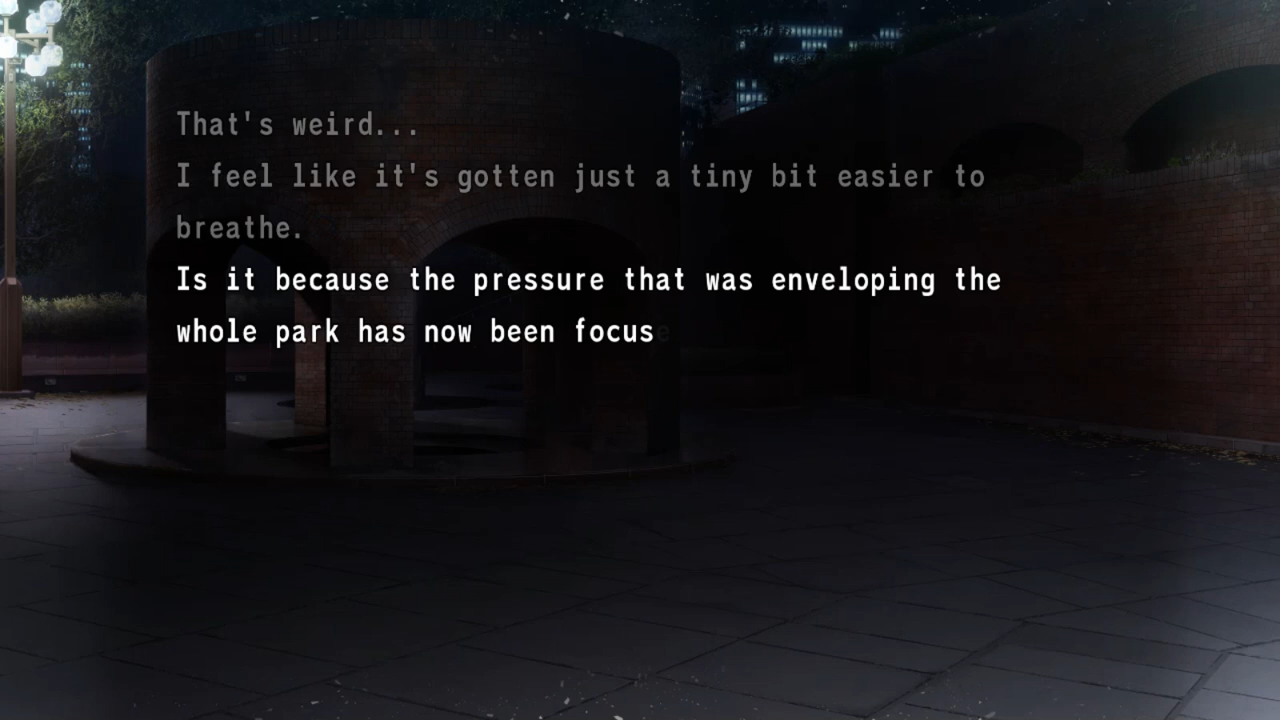 That's weird...
I feel like it's gotten just a tiny bit easier to
breathe.
Is it because the pressure that was enveloping the
whole park has now been focuse